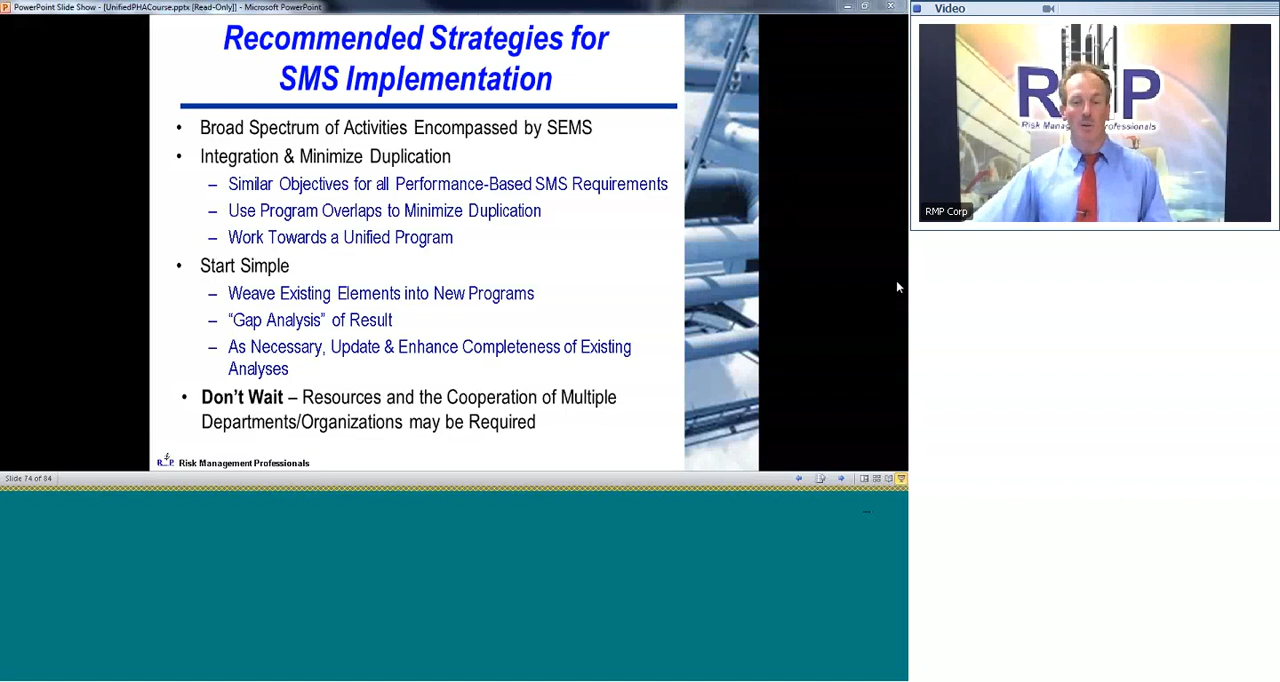 PowerPoint Slide Show - [UnifiedPHACourse.pptx [Read-Only]] - Microsoft PowerPoint
Video
Recommended Strategies for
SMS Implementation
• Broad Spectrum of Activities Encompassed by SEMS
• Integration & Minimize Duplication
– Similar Objectives for all Performance-Based SMS Requirements
– Use Program Overlaps to Minimize Duplication
– Work Towards a Unified Program
• Start Simple
– Weave Existing Elements into New Programs
– “Gap Analysis” of Result
– As Necessary, Update & Enhance Completeness of Existing
Analyses
• Don’t Wait – Resources and the Cooperation of Multiple
Departments/Organizations may be Required
Risk Management Professionals
Slide 74 of 84
R P
Professionals
RMP Corp